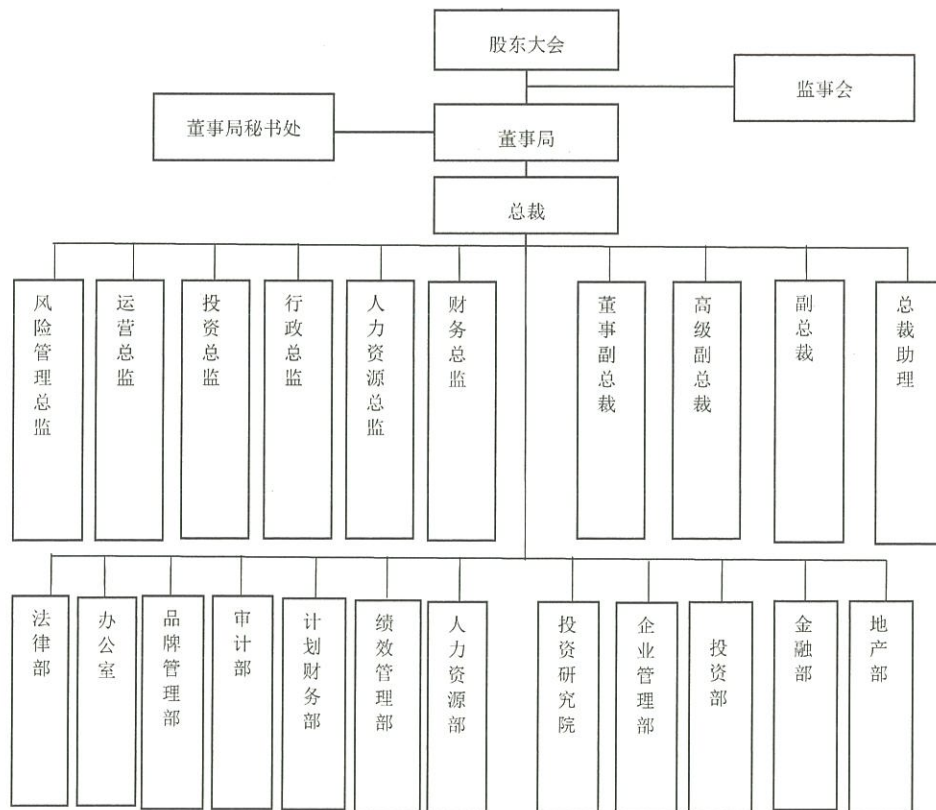 股东大会
监事会
董事局秘书处
董事局
总裁
风险管理总监
运营总监
投资总监
行政总监
人力资源总监
财务总监
董事副总裁
高级副总裁
副总裁
总裁助理
法律部
办公室
品牌管理部
审计部
计划财务部
绩效管理部
人力资源部
投资研究院
企业管理部
投资部
金融部
地产部